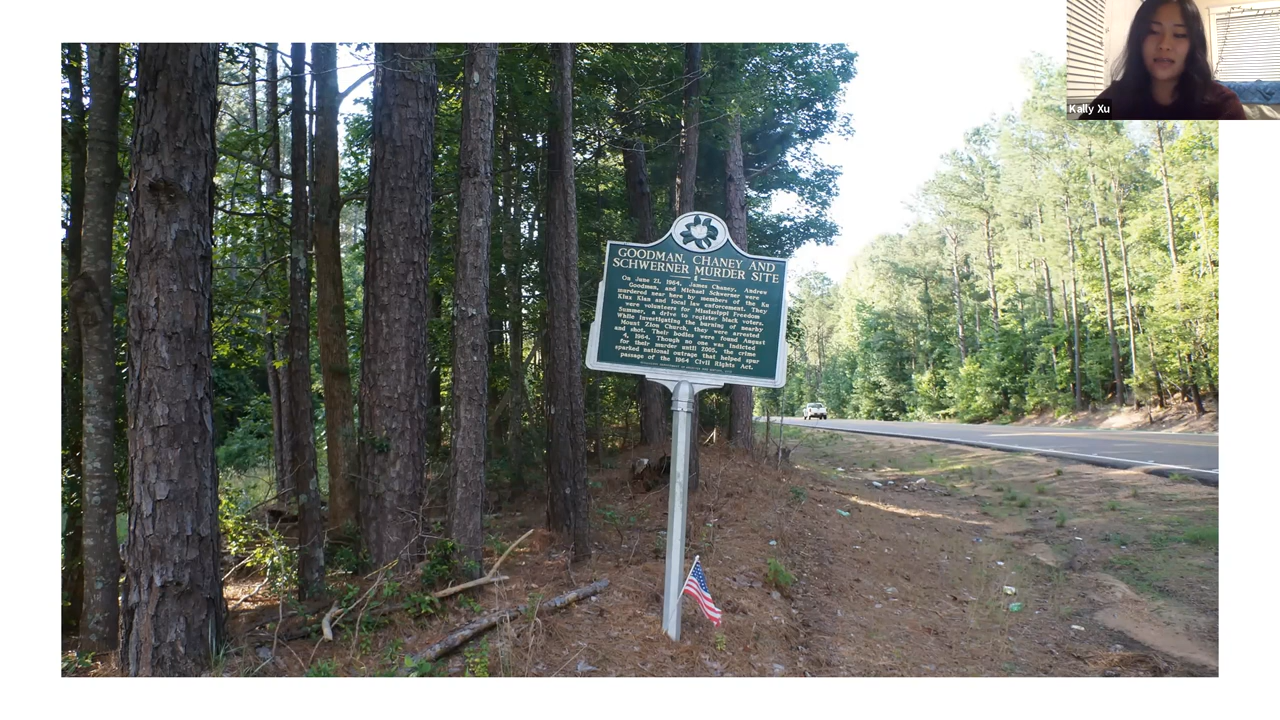 Kally Xu
GOODMAN, CHANEY AND
SCHWERNER MURDER SITE
On June 21, 1964, James Chaney, Andrew
Goodman, and Michael Schwerner were
murdered near here by members of the Ku
Klux Klan and local law enforcement. They
were volunteers for Mississippi Freedom
Summer, a drive to register black voters.
While investigating the burning of nearby
Mount Zion Church, they were arrested
and shot. Their bodies were found August
4, 1964. Though no one was indicted
for their murder until 2005, the crime
sparked national outrage that helped spur
passage of the 1964 Civil Rights Act.